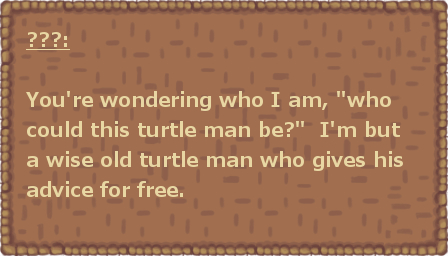 ???:
You're wondering who I am, "who
could this turtle man be?"  I'm but
a wise old turtle man who gives his
advice for free.